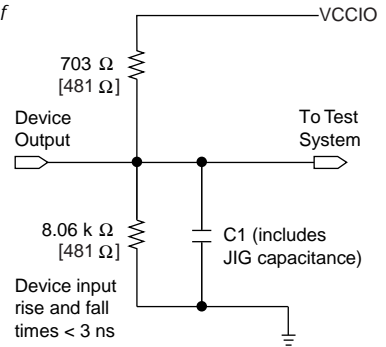 f
VCCIO
703 Ω
[481 Ω]
Device
Output
To Test
System
8.06 k Ω
[481 Ω]
C1 (includes
JIG capacitance)
Device input
rise and fall
times < 3 ns